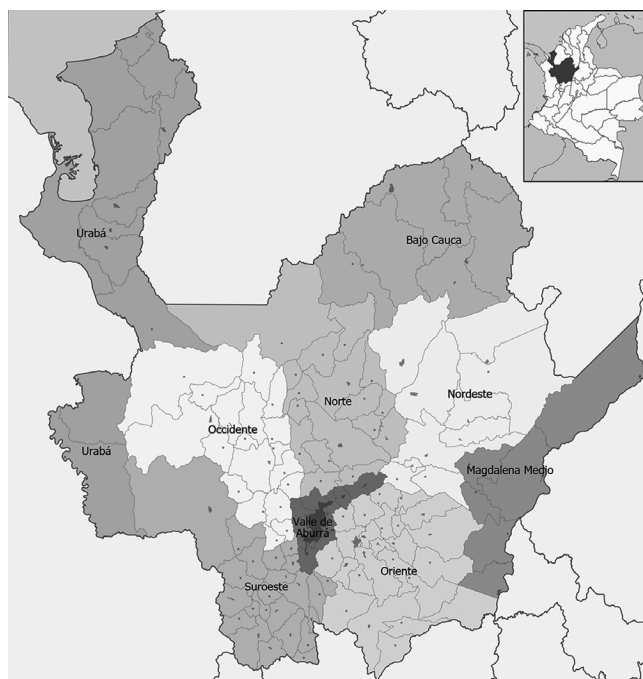 Urabá
Bajo Cauca
Norte
Nordeste
Occidente
Urabá
Magdalena Medio
Valle de
Aburrá
Oriente
Suroeste